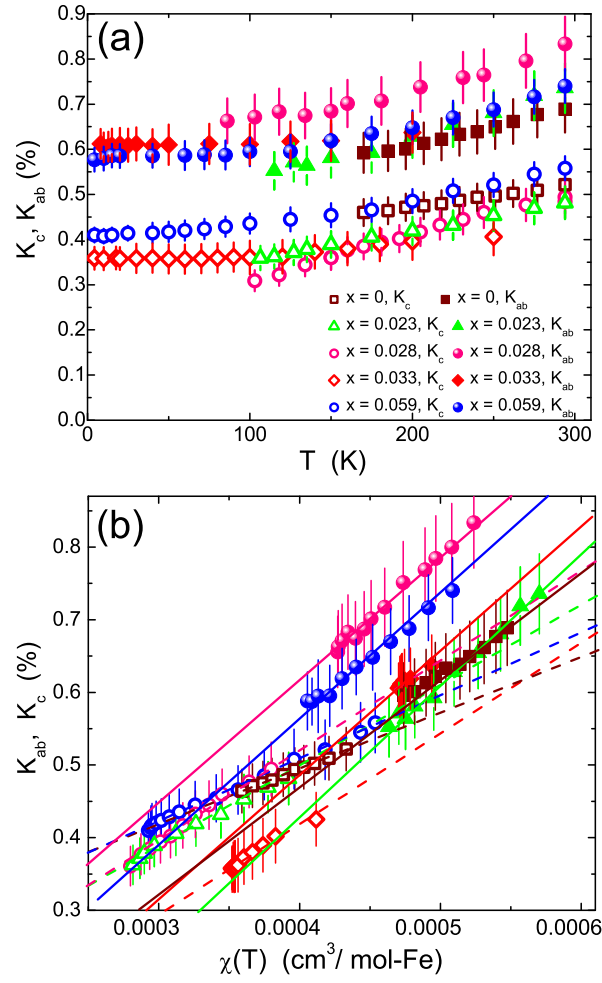 (a)
0.9
0.8
0.7
0.6
0.5
0.4
0.3
0.2
0.1
0.0
K_c, K_ab (%)
x = 0, K_c x = 0, K_ab
x = 0.023, K_c x = 0.023, K_ab
x = 0.028, K_c x = 0.028, K_ab
x = 0.033, K_c x = 0.033, K_ab
x = 0.059, K_c x = 0.059, K_ab
0 100 200 300
T (K)
(b)
0.8
0.7
0.6
0.5
0.4
0.3
K_ab, K_c (%)
0.0003 0.0004 0.0005 0.0006
χ(T) (cm³/ mol-Fe)